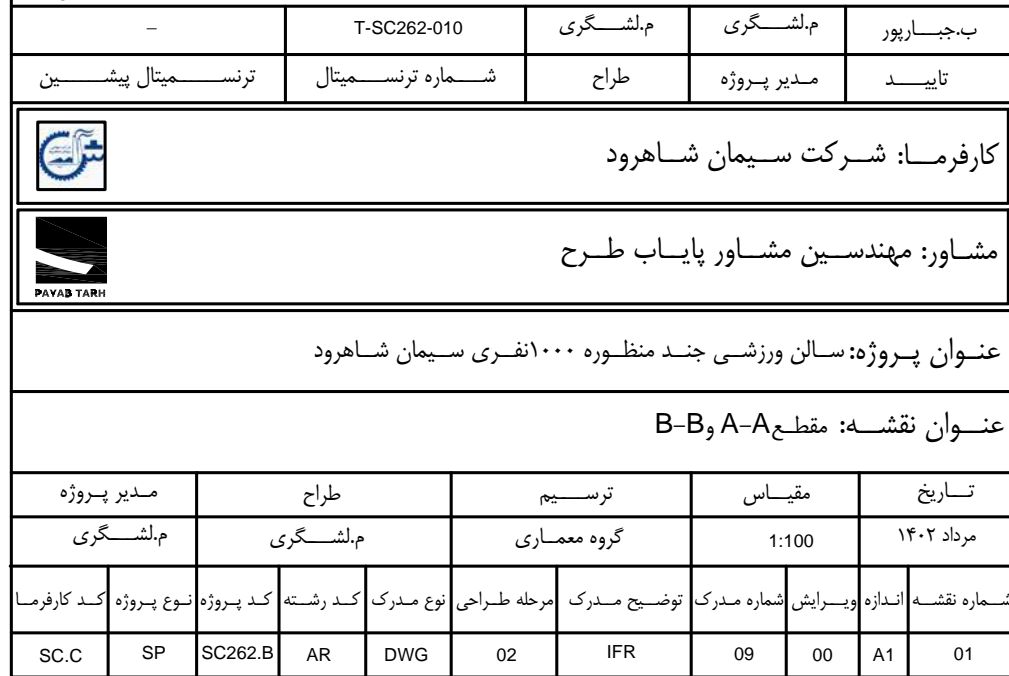 ب.جبارپور م.لشگری م.لشگری T-SC262-010 –
تایید مدیر پروژه طراح شماره ترنسمیتال ترنسمیتال پیشین
کارفرما: شرکت سیمان شاهرود
مشاور: مهندسین مشاور پایاب طرح
PAYAB TARH
عنوان پروژه: سالن ورزشی جند منظوره ۱۰۰۰نفری سیمان شاهرود
عنوان نقشه: مقطعA-A وB-B
تاریخ مقیاس ترسیم طراح مدیر پروژه
مرداد ۱۴۰۲ 1:100 گروه معماری م.لشگری م.لشگری
شماره نقشه اندازه ویرایش شماره مدرک توضیح مدرک مرحله طراحی نوع مدرک کد رشته کد پروژه نوع پروژه کد کارفرما
01 A1 00 09 IFR 02 DWG AR SC262.B SP SC.C